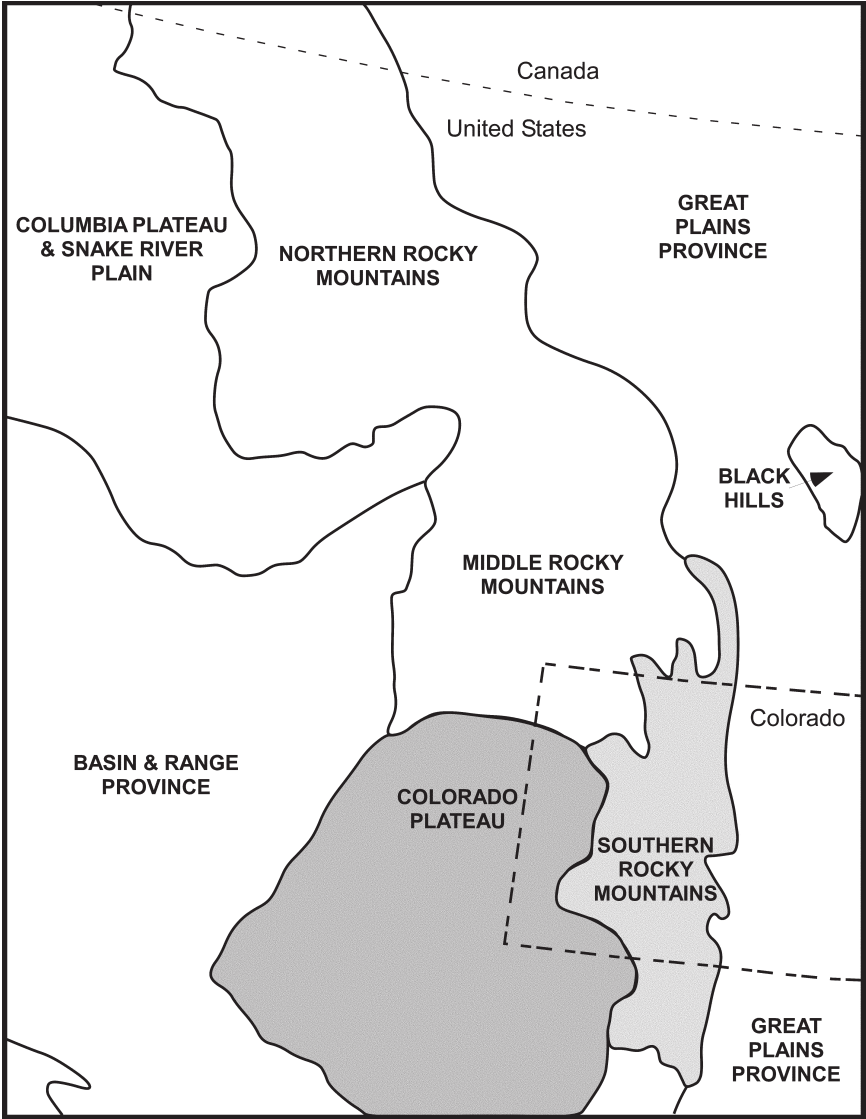 Canada
United States
GREAT
PLAINS
PROVINCE
COLUMBIA PLATEAU
& SNAKE RIVER
PLAIN
NORTHERN ROCKY
MOUNTAINS
BLACK
HILLS
MIDDLE ROCKY
MOUNTAINS
Colorado
BASIN & RANGE
PROVINCE
COLORADO
PLATEAU
SOUTHERN
ROCKY
MOUNTAINS
GREAT
PLAINS
PROVINCE